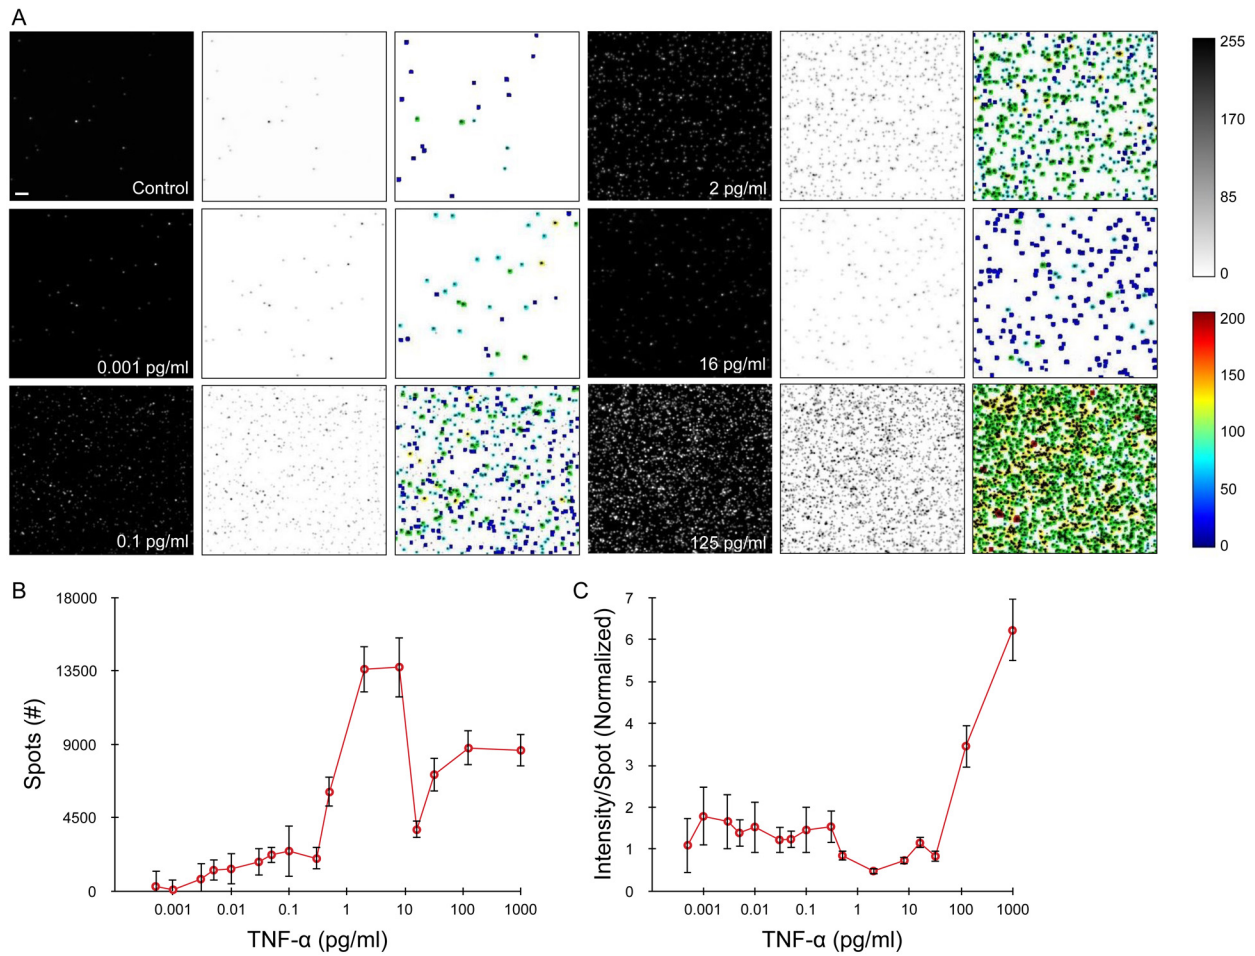 A
Control
2 pg/ml
255
170
85
0
0.001 pg/ml
16 pg/ml
0.1 pg/ml
125 pg/ml
200
150
100
50
0
B
Spots (#)
18000
13500
9000
4500
0
0.001 0.01 0.1 1 10 100 1000
TNF-α (pg/ml)
C
Intensity/Spot (Normalized)
7
6
5
4
3
2
1
0
0.001 0.01 0.1 1 10 100 1000
TNF-α (pg/ml)